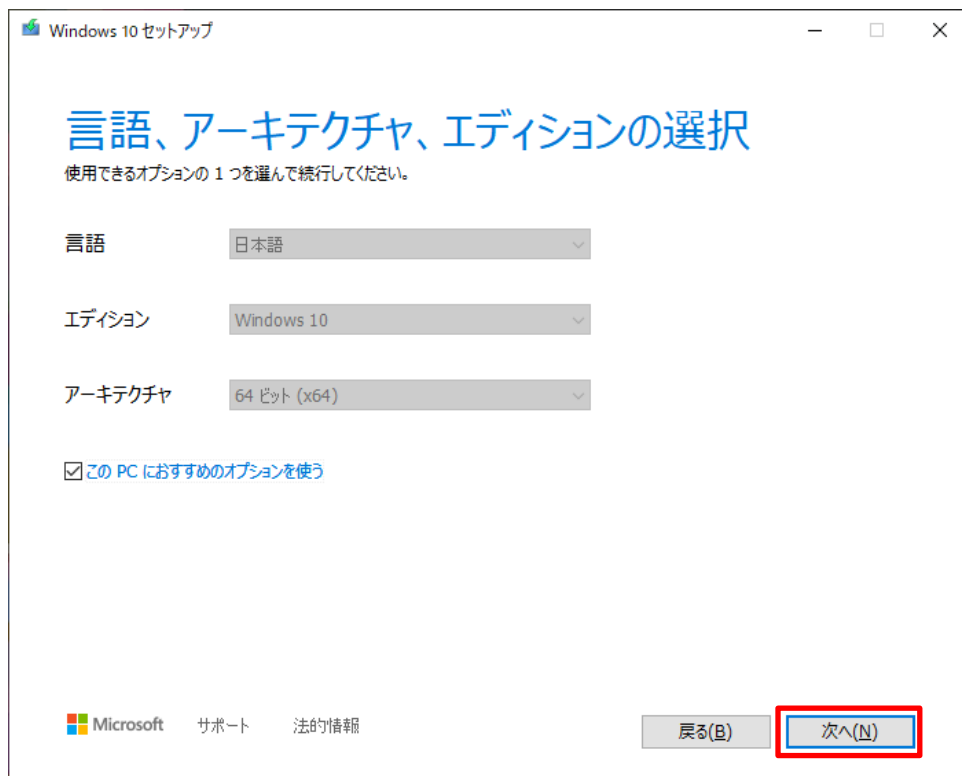 Windows 10 セットアップ
言語、アーキテクチャ、エディションの選択
使用できるオプションの 1 つを選んで続行してください。
言語
日本語
エディション
Windows 10
アーキテクチャ
64 ビット (x64)
この PC におすすめのオプションを使う
Microsoft サポート 法的情報 戻る(B) 次へ(N)